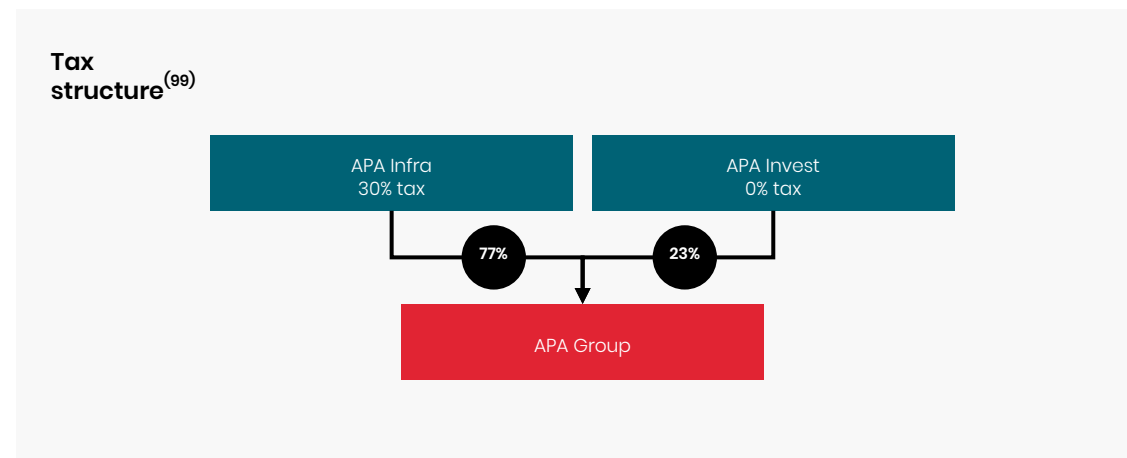 Tax
structure(99)
APA Infra
30% tax
APA Invest
0% tax
77%
23%
APA Group